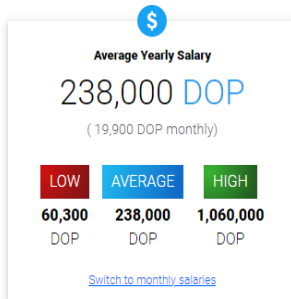 $
Average Yearly Salary
238,000 DOP
( 19,900 DOP monthly)
LOW AVERAGE HIGH
60,300 238,000 1,060,000
DOP DOP DOP
Switch to monthly salaries